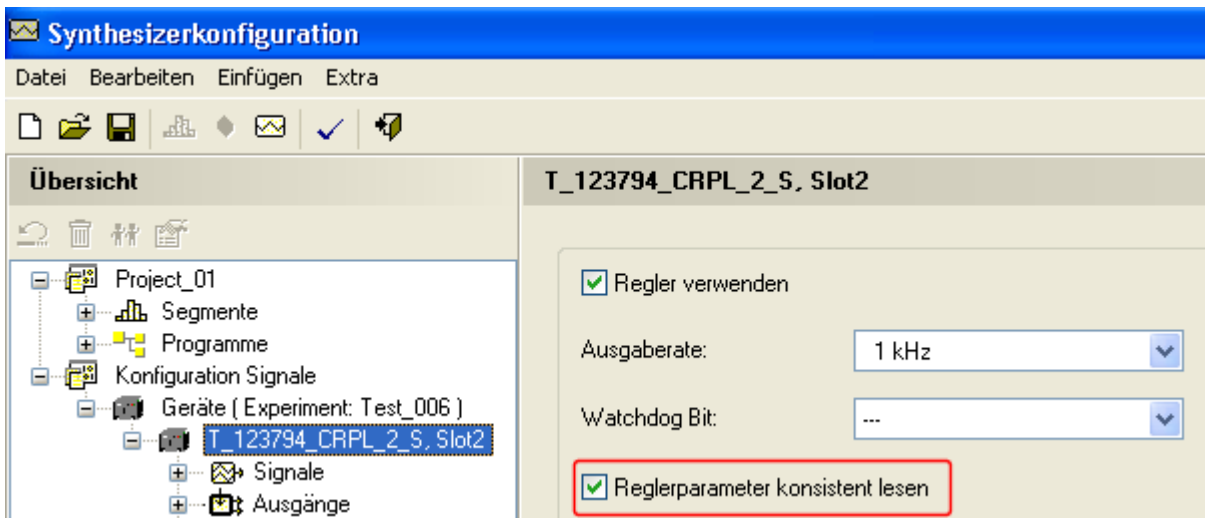 Synthesizerkonfiguration
Datei Bearbeiten Einfügen Extra
Übersicht
T_123794_CRPL_2_S, Slot2
Project_01
Segmente
Programme
Konfiguration Signale
Geräte ( Experiment: Test_006 )
T_123794_CRPL_2_S, Slot2
Signale
Ausgänge
Regler verwenden
Ausgaberate: 1 kHz
Watchdog Bit: ---
Reglerparameter konsistent lesen